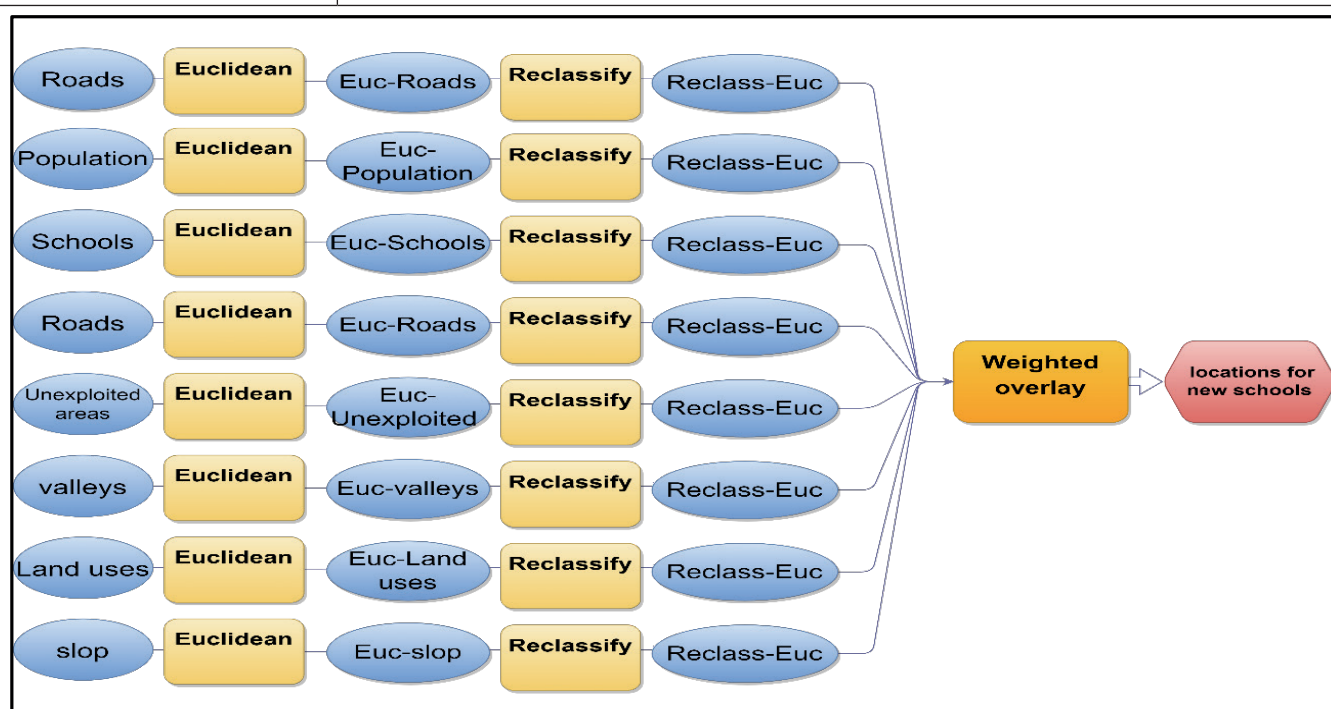 Roads
Euclidean
Euc-Roads
Reclassify
Reclass-Euc
Population
Euclidean
Euc-
Population
Reclassify
Reclass-Euc
Schools
Euclidean
Euc-Schools
Reclassify
Reclass-Euc
Roads
Euclidean
Euc-Roads
Reclassify
Reclass-Euc
Unexploited
areas
Euclidean
Euc-
Unexploited
Reclassify
Reclass-Euc
valleys
Euclidean
Euc-valleys
Reclassify
Reclass-Euc
Land uses
Euclidean
Euc-Land
uses
Reclassify
Reclass-Euc
slop
Euclidean
Euc-slop
Reclassify
Reclass-Euc
Weighted
overlay
locations for
new schools